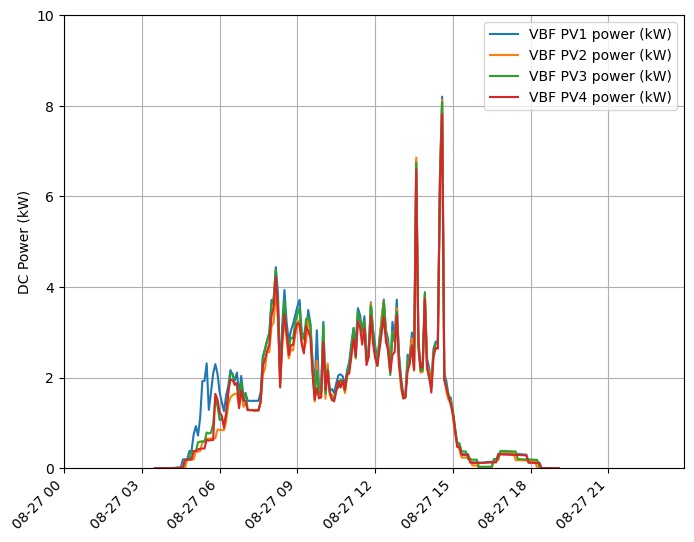 10
8
6
4
2
0
DC Power (kW)
VBF PV1 power (kW)
VBF PV2 power (kW)
VBF PV3 power (kW)
VBF PV4 power (kW)
08-27 00
08-27 03
08-27 06
08-27 09
08-27 12
08-27 15
08-27 18
08-27 21